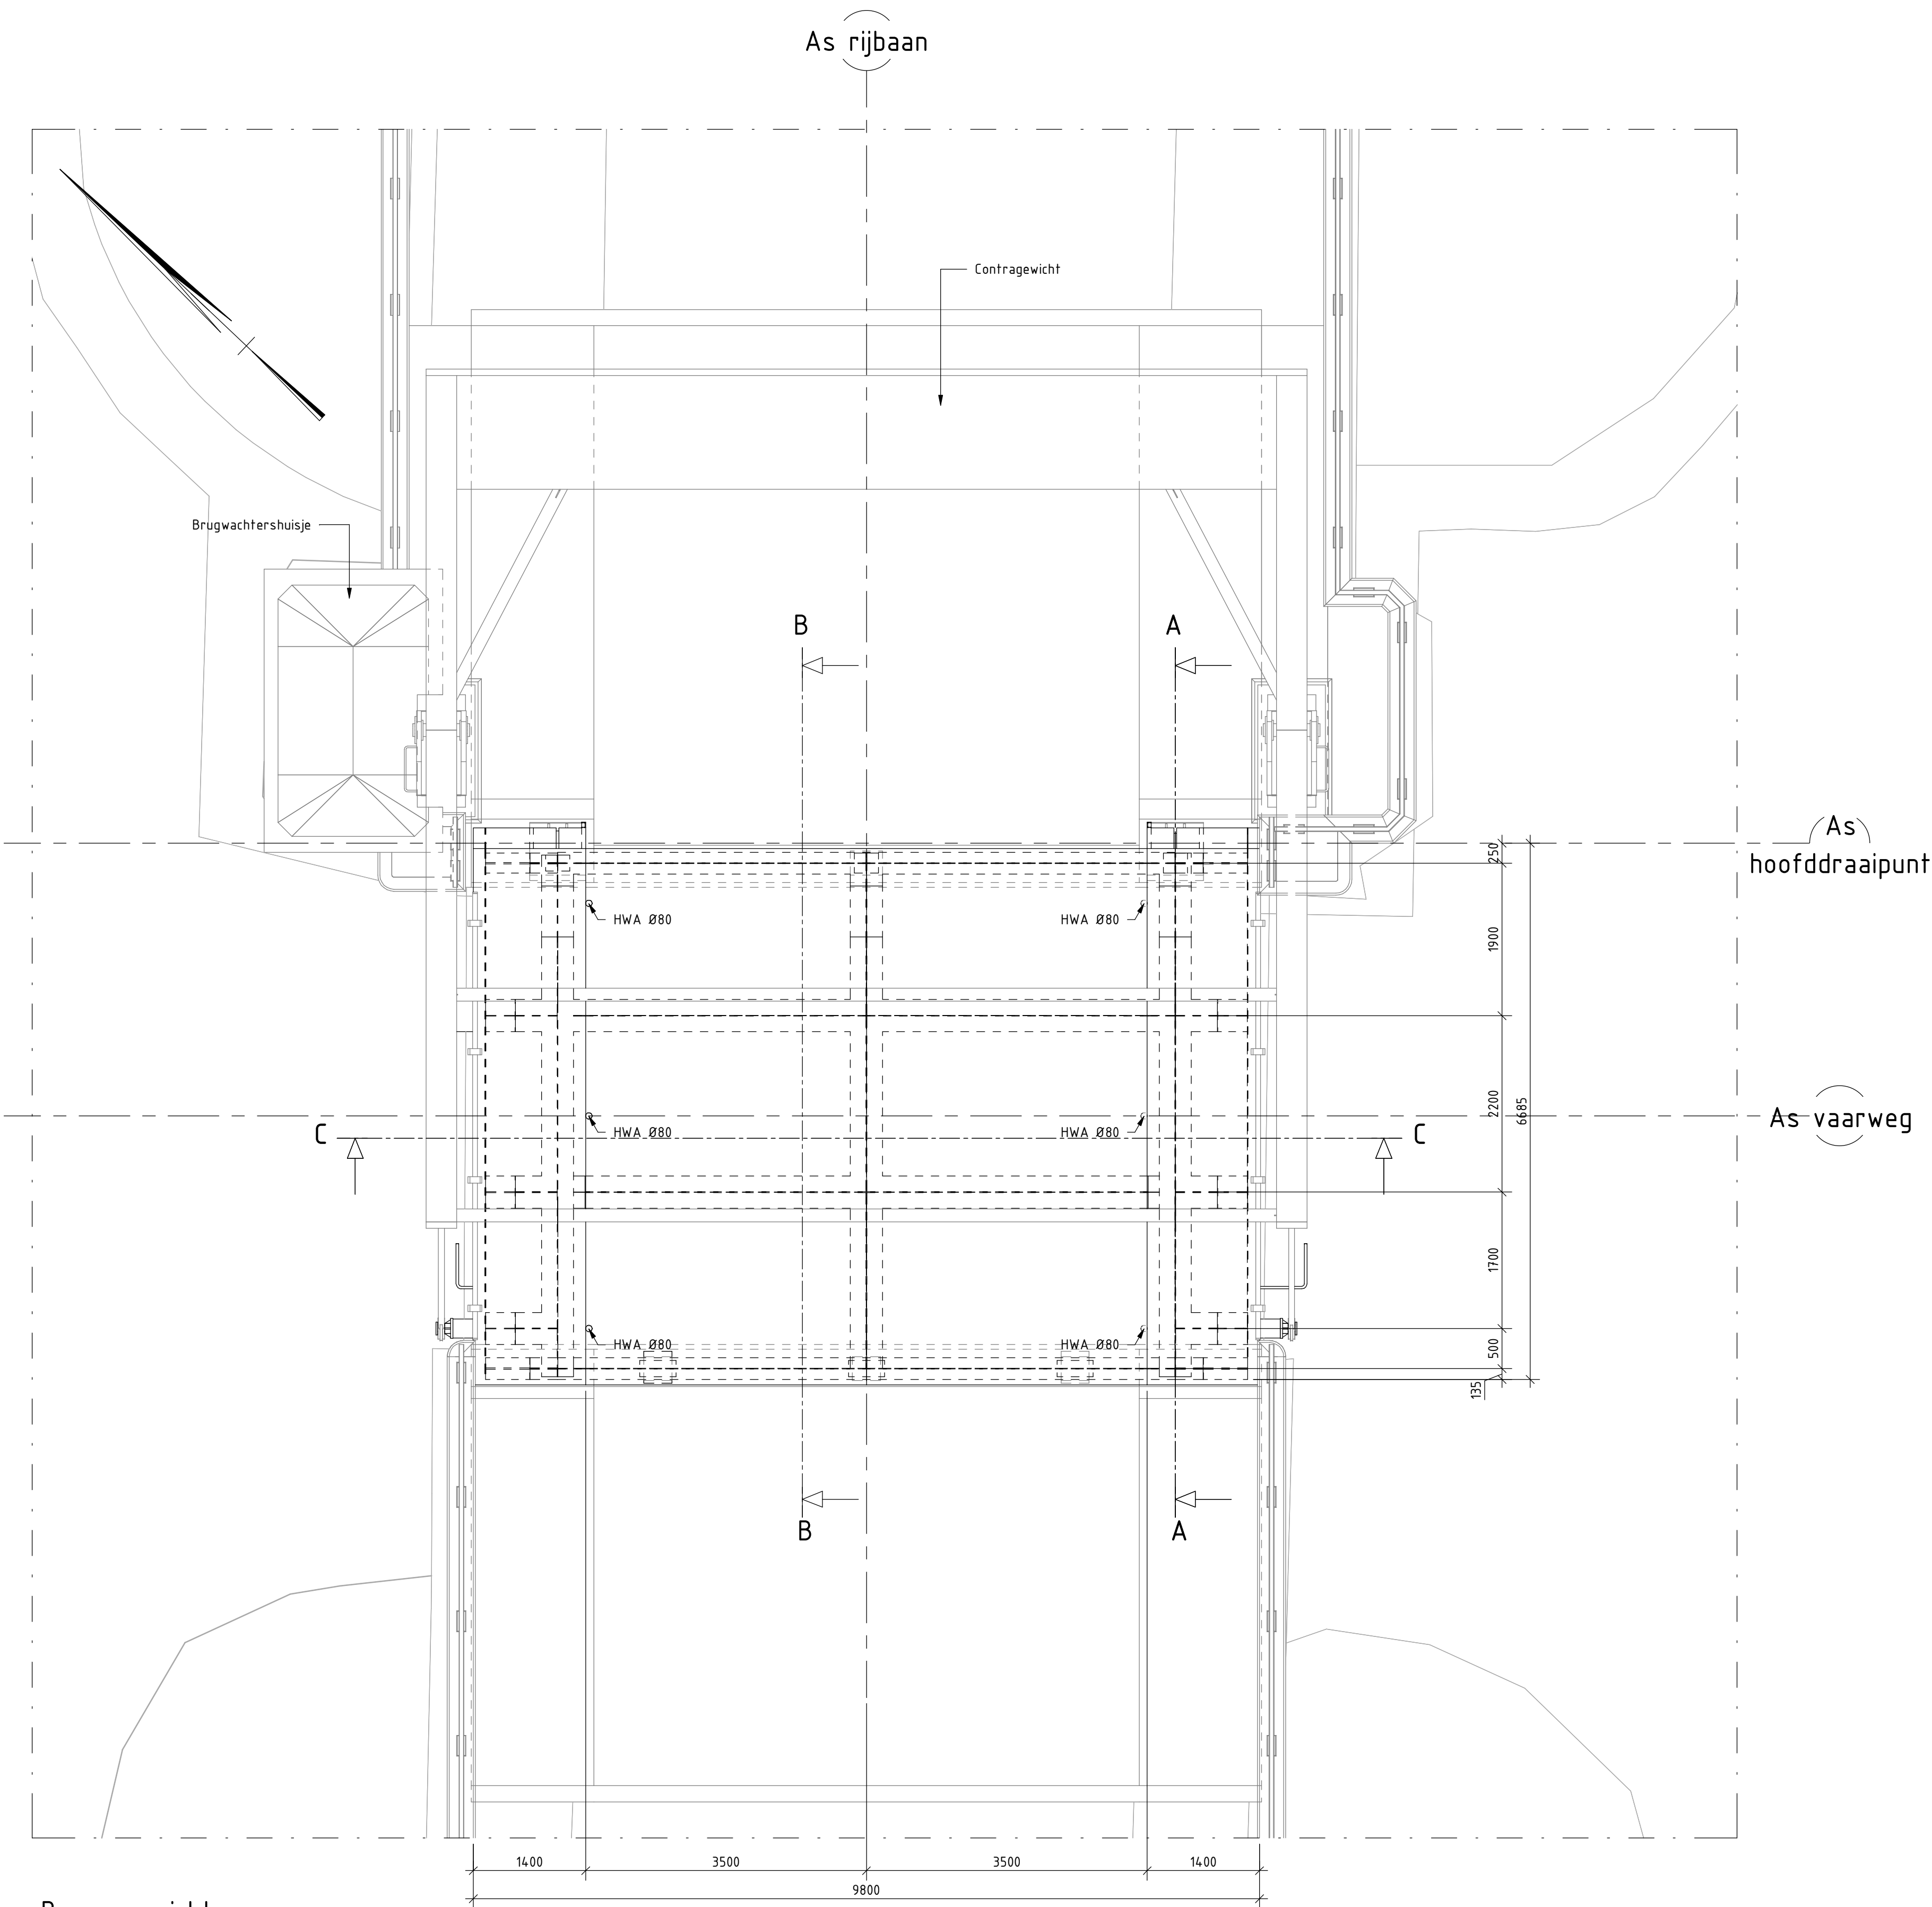 As rijbaan
Contragewicht
Brugwachtershuisje
B
A
As
hoofddraaipunt
250
HWA Ø80
HWA Ø80
1900
2200
6685
As vaarweg
C
C
HWA Ø80
HWA Ø80
1700
500
HWA Ø80
HWA Ø80
135
B
A
1400
3500
3500
1400
9800